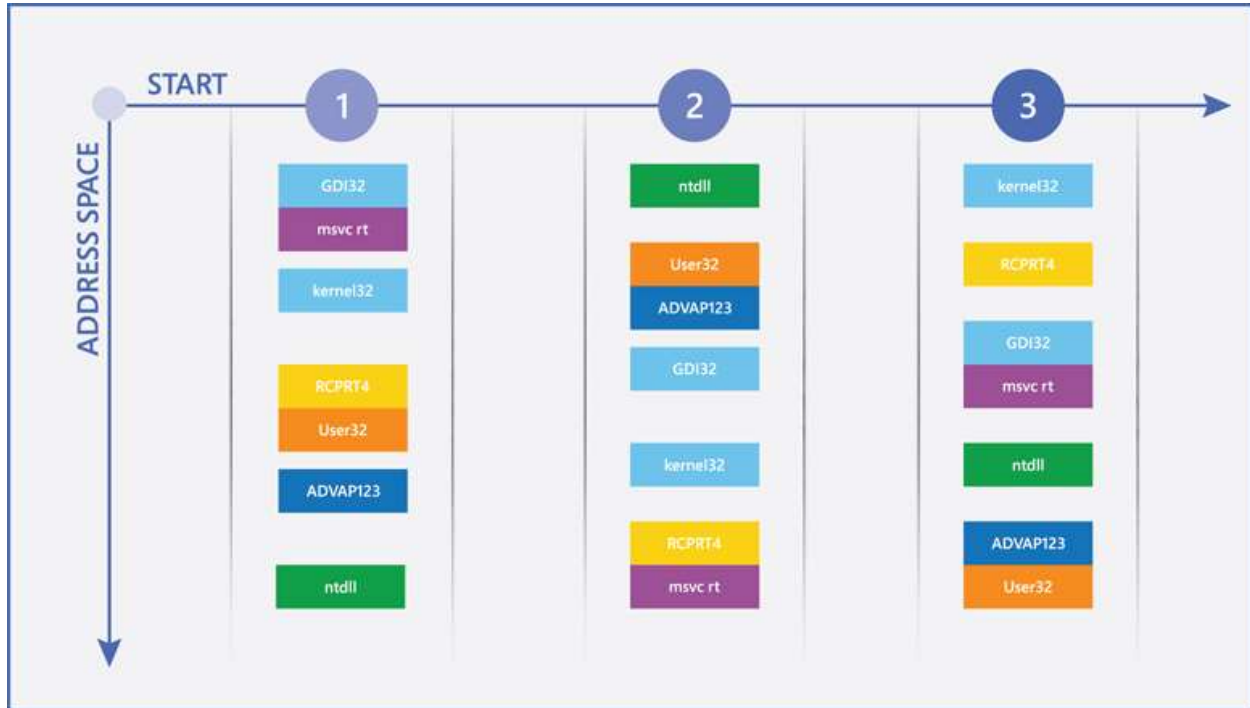 START
1
2
3
ADDRESS SPACE
GDI32
msvc rt
kernel32
RCPRT4
User32
ADVAP123
ntdll
ntdll
User32
ADVAP123
GDI32
kernel32
RCPRT4
msvc rt
kernel32
RCPRT4
GDI32
msvc rt
ntdll
ADVAP123
User32